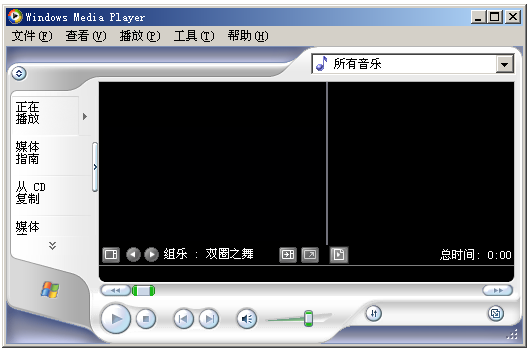 Windows Media Player
文件(F) 查看(V) 播放(P) 工具(T) 帮助(H)
所有音乐
正在
播放
媒体
指南
从 CD
复制
媒体
组乐 : 双圈之舞
总时间: 0:00